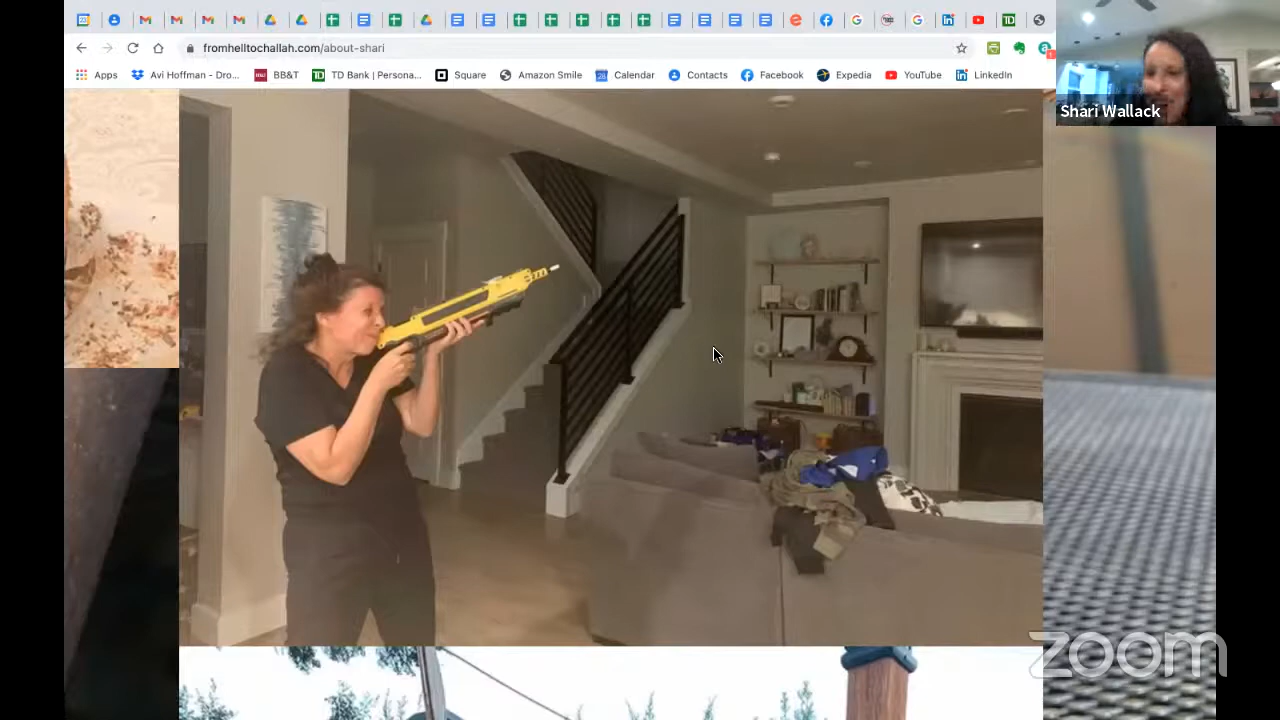 fromhelltochallah.com/about-shari
Apps Avi Hoffman - Dro... BB&T TD Bank | Persona... Square Amazon Smile Calendar Contacts Facebook Expedia YouTube LinkedIn
Shari Wallack
zoom